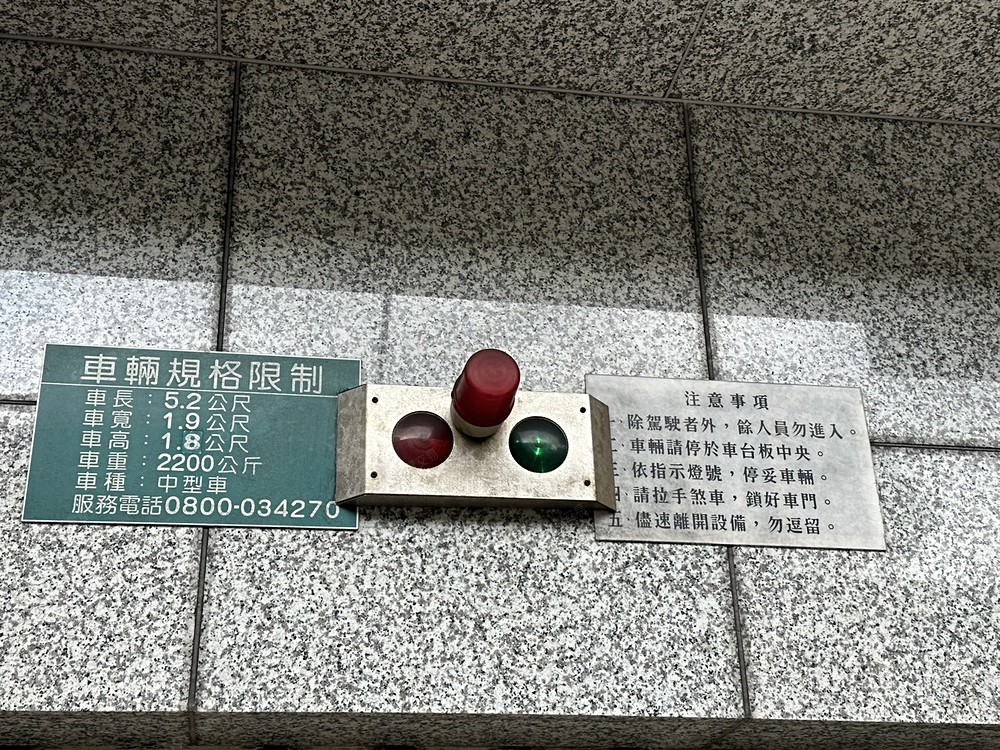 車輛規格限制
車長：5.2公尺
車寬：1.9公尺
車高：1.8公尺
車重：2200公斤
車種：中型車
服務電話0800-034270
注意事項
一．除駕駛者外，餘人員勿進入。
二．車輛請停於車台板中央。
三．依指示燈號，停妥車輛。
四．請拉手煞車，鎖好車門。
五．儘速離開設備，勿逗留。